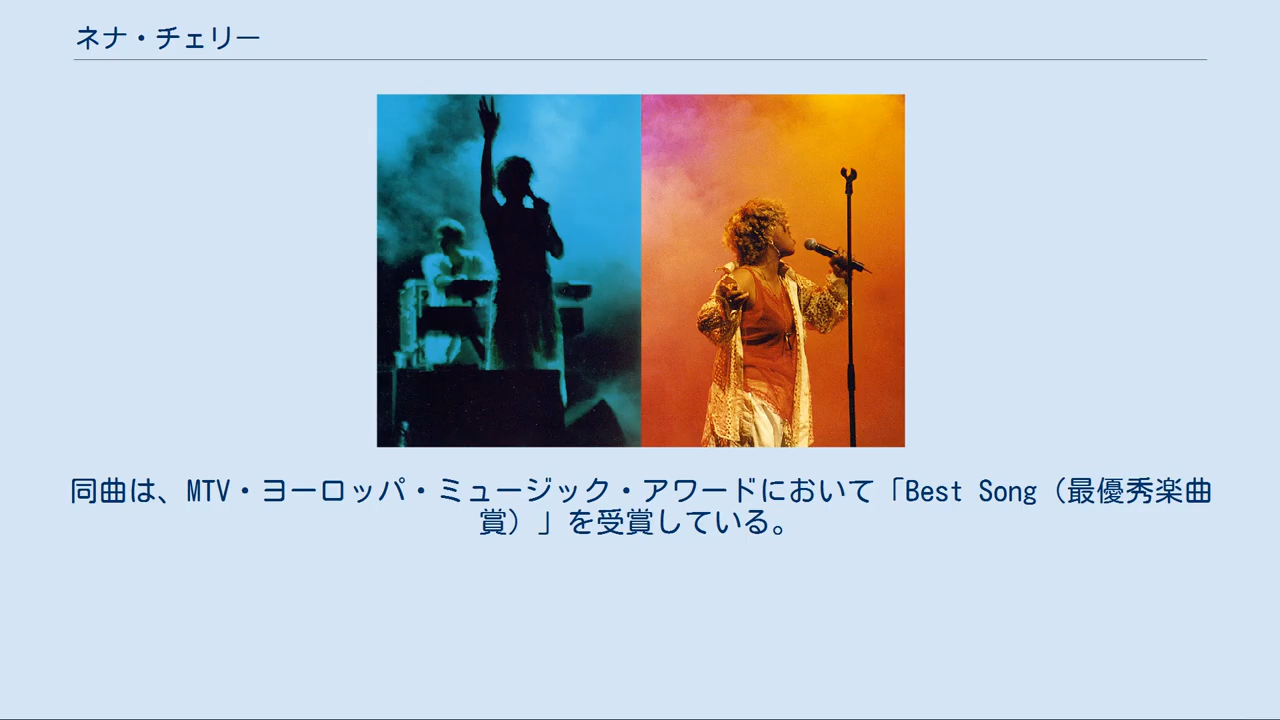 ネナ・チェリー
同曲は、MTV・ヨーロッパ・ミュージック・アワードにおいて「Best Song（最優秀楽曲
賞）」を受賞している。